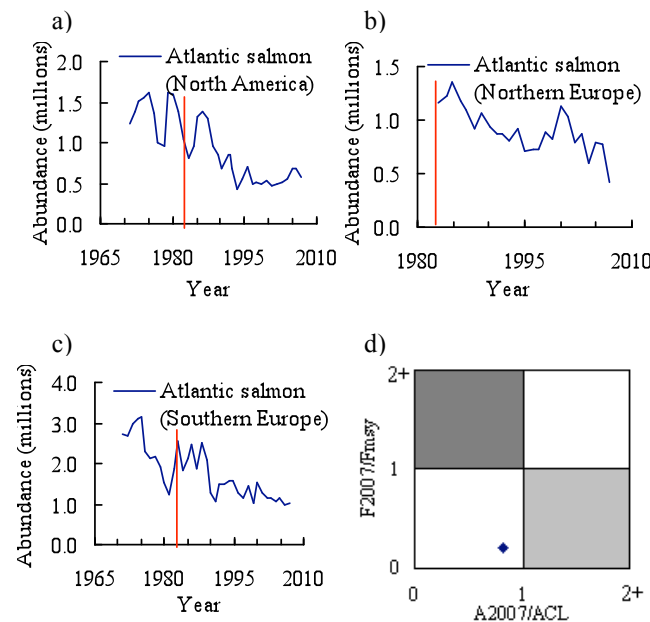 a)
Atlantic salmon
(North America)
Abundance (millions)
2.0
1.5
1.0
0.5
0.0
1965 1980 1995 2010
Year
b)
Atlantic salmon
(Northern Europe)
Abundance (millions)
1.5
1.0
0.5
0.0
1980 1995 2010
Year
c)
Atlantic salmon
(Southern Europe)
Abundance (millions)
4.0
3.0
2.0
1.0
0.0
1965 1980 1995 2010
Year
d)
F2007/Fmsy
2+
1
0
0 1 2+
A2007/ACL